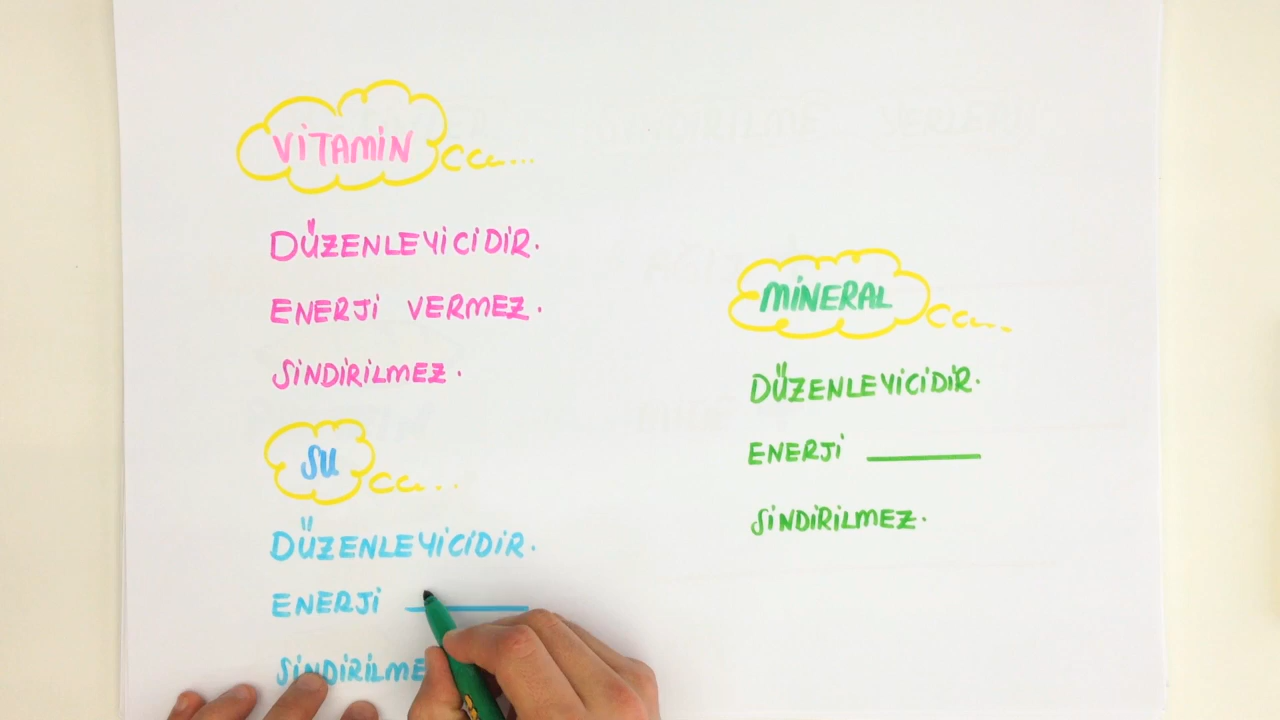 VİTAMİN
DÜZENLEYİCİDİR.
ENERJİ VERMEZ.
SİNDİRİLMEZ.
SU
DÜZENLEYİCİDİR.
ENERJİ
MİNERAL
DÜZENLEYİCİDİR.
ENERJİ
SİNDİRİLMEZ.